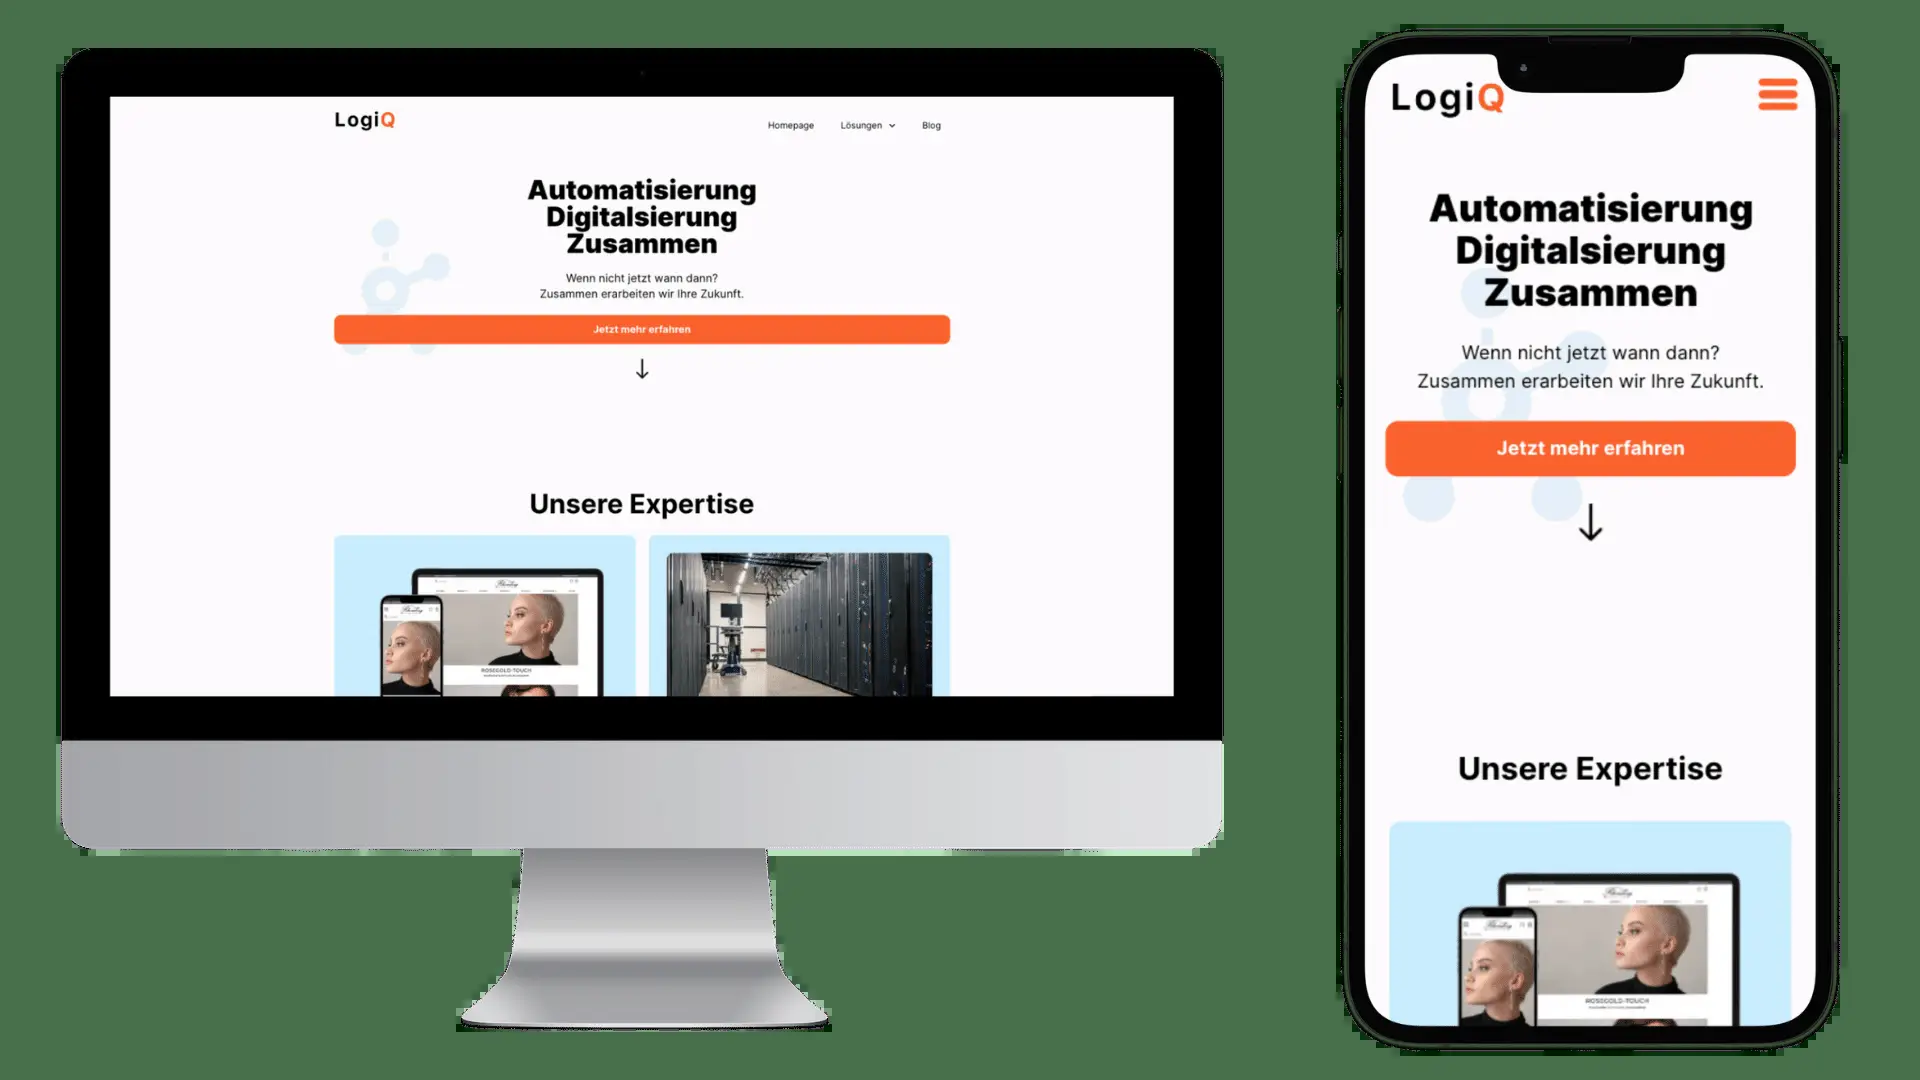 LogiQ
Homepage Lösungen Blog
Automatisierung
Digitalsierung
Zusammen
Wenn nicht jetzt wann dann?
Zusammen erarbeiten wir Ihre Zukunft.
Jetzt mehr erfahren
Unsere Expertise
ROSEGOLD-TOUCH
LogiQ
Automatisierung
Digitalsierung
Zusammen
Wenn nicht jetzt wann dann?
Zusammen erarbeiten wir Ihre Zukunft.
Jetzt mehr erfahren
Unsere Expertise
ROSEGOLD-TOUCH